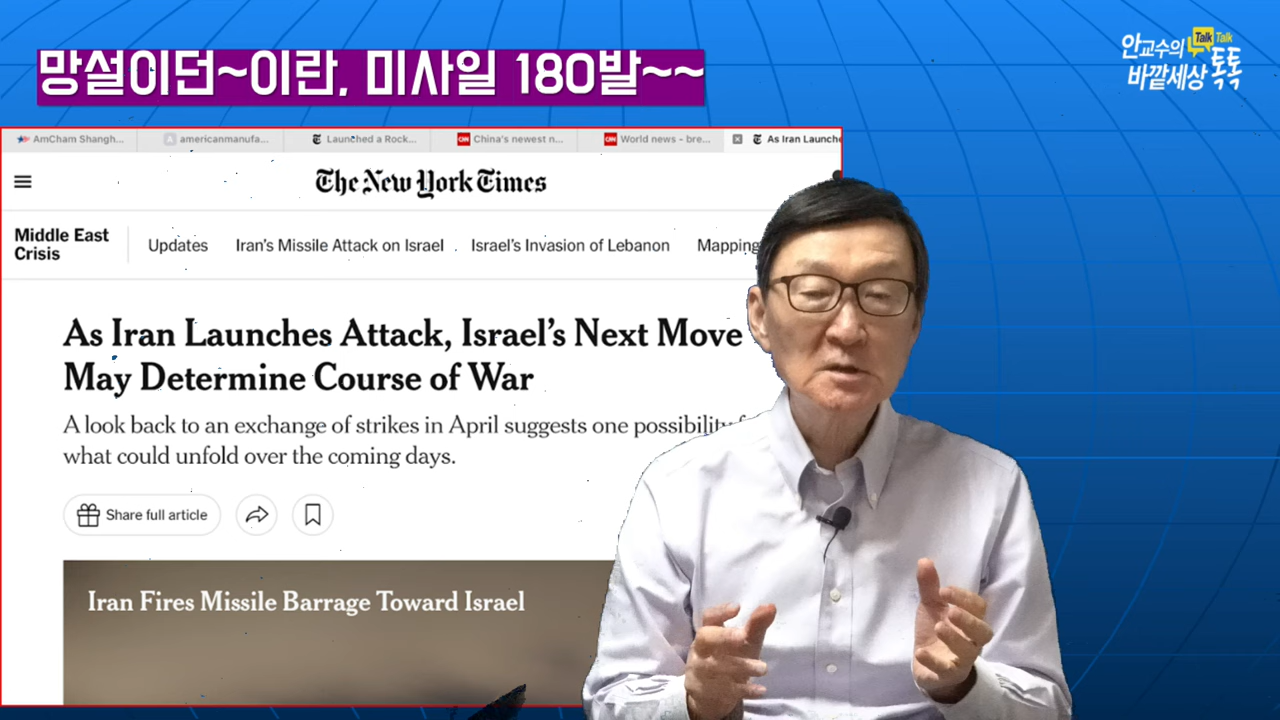 망설이던~이란, 미사일 180발~~
안교수의 Talk Talk
바깥세상 톡톡
AmCham Shangh...
americanmanufa...
Launched a Rock...
CNN China's newest n...
CNN World news – bre...
As Iran Launche
The New York Times
Middle East
Crisis
Updates
Iran's Missile Attack on Israel
Israel's Invasion of Lebanon
Mapping
As Iran Launches Attack, Israel's Next Move
May Determine Course of War
A look back to an exchange of strikes in April suggests one possibility
what could unfold over the coming days.
Share full article
Iran Fires Missile Barrage Toward Israel